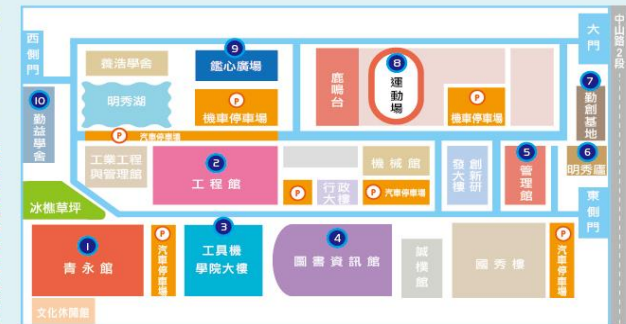 大門
中山路2段
西側門
養浩學舍
9
鑑心廣場
鹿鳴台
8
運動場
7
勤創基地
明秀湖
P
機車停車場
P
機車停車場
10
勤益學舍
P 汽車停車場
工業工程
與管理館
2
工程館
機械館
P
行政
大樓
P 汽車停車場
創新研
發大樓
5
管理館
6
明秀牆
冰樵草坪
東側門
1
青永館
P
汽車停車場
3
工具機
學院大樓
4
圖書資訊館
誠樸館
國秀樓
P
汽車停車場
文化休閒館